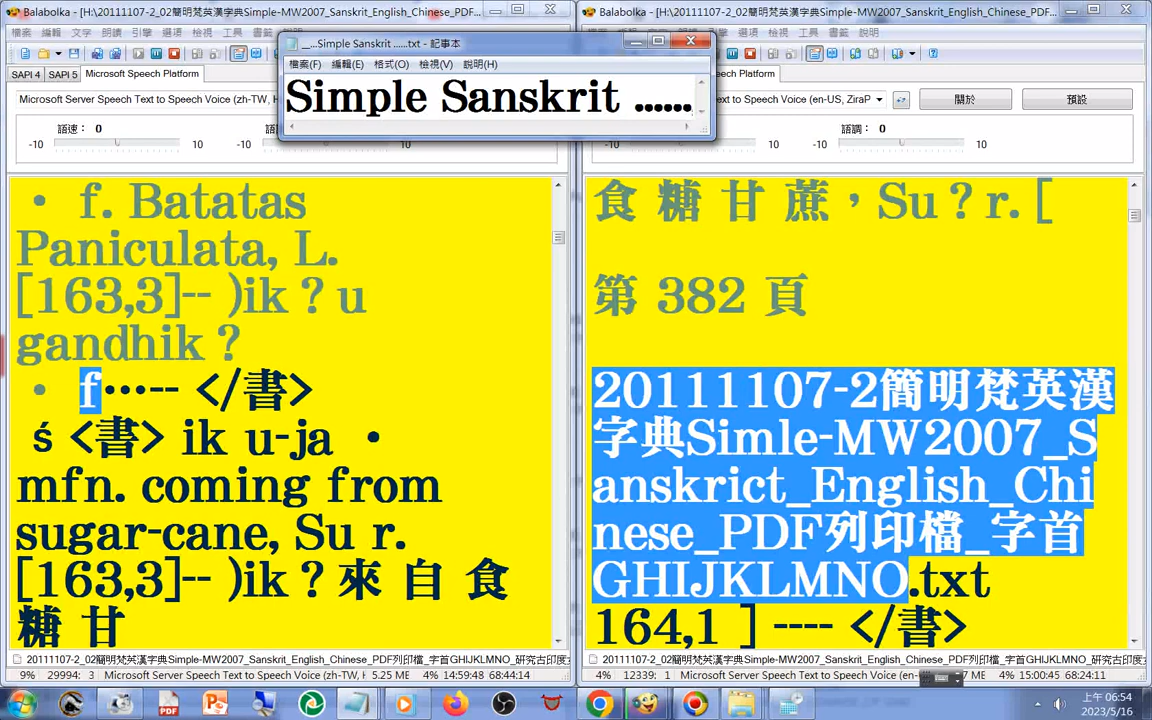 Balabolka - [H:\20111107-2_02簡明梵英漢字典Simple-MW2007_Sanskrit_English_Chinese_PDF...
檔案 編輯 文字 朗讀 引擎 選項 檢視 工具 書籤 說明
SAPI 4 SAPI 5 Microsoft Speech Platform
Microsoft Server Speech Text to Speech Voice (zh-TW, H
語速： 0
-10 10 -10
f. Batatas
Paniculata, L.
[163,3]-- )ik？u
gandhik？
• f…-- </書>
ś <書> ik u-ja •
mfn. coming from
sugar-cane, Su r.
[163,3]-- )ik？來 自 食
糖 甘
20111107-2_02簡明梵英漢字典Simple-MW2007_Sanskrit_English_Chinese_PDF列印檔_字首GHIJKLMNO_研究古印度
9% 29994: 3 Microsoft Server Speech Text to Speech Voice (zh-TW, 5.25 MB 14:59:48 68:44:14
__...Simple Sanskrit ......txt - 記事本
檔案(F) 編輯(E) 格式(O) 檢視(V) 說明(H)
Simple Sanskrit ......
Balabolka - [H:\20111107-2_02簡明梵英漢字典Simple-MW2007_Sanskrit_English_Chinese_PDF...
工具 書籤 說明
eech Platform
ch Text to Speech Voice (en-US, ZiraP 關於 預設
語調： 0
10 -10 10
食 糖 甘 蔗，Su？r. [
第 382 頁
20111107-2簡明梵英漢
字典Simle-MW2007_S
anskrict_English_Chi
nese_PDF列印檔_字首
GHIJKLMNO.txt
164,1 ] ---- </書>
20111107-2_02簡明梵英漢字典Simple-MW2007_Sanskrit_English_Chinese_PDF列印檔_字首GHIJKLMNO_研究古印度
4% 12339: 1 Microsoft Server Speech Text to Speech Voice MB 15:00:45 68:24:11
上午 06:54
2023/5/16